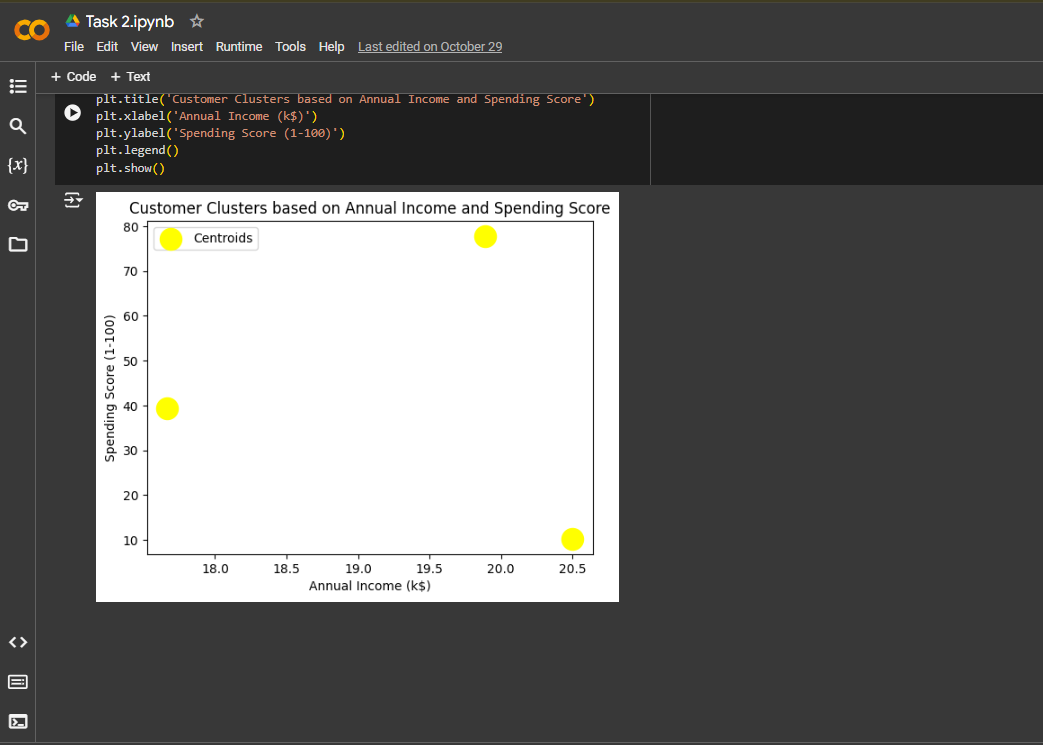 Task 2.ipynb
File Edit View Insert Runtime Tools Help Last edited on October 29
+ Code + Text
plt.title('Customer Clusters based on Annual Income and Spending Score')
plt.xlabel('Annual Income (k$)')
plt.ylabel('Spending Score (1-100)')
plt.legend()
plt.show()
{x}
Customer Clusters based on Annual Income and Spending Score
Centroids
80
70
60
50
40
30
20
10
Spending Score (1-100)
18.0 18.5 19.0 19.5 20.0 20.5
Annual Income (k$)